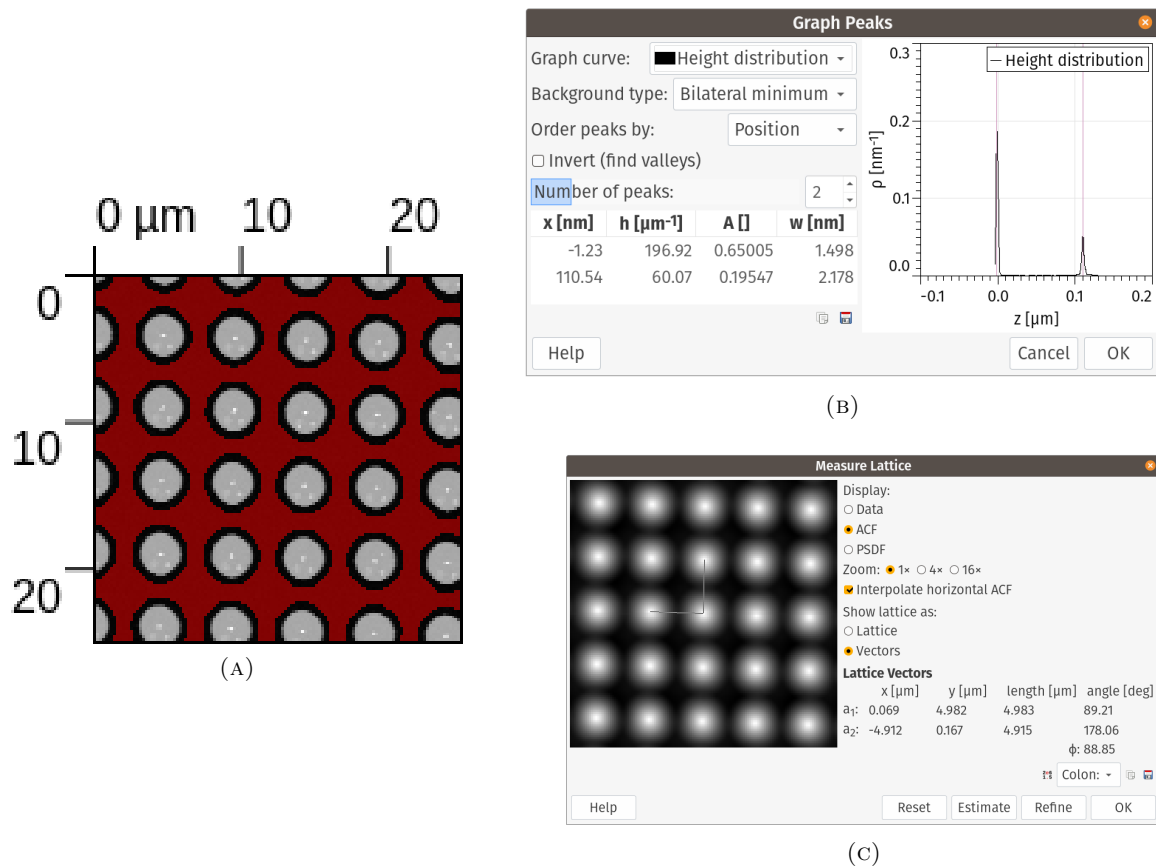 0 µm 10 20
0
10
20
(A)
Graph Peaks
Graph curve: Height distribution
Background type: Bilateral minimum
Order peaks by: Position
Invert (find valleys)
Number of peaks: 2
x [nm] h [µm⁻¹] A [] w [nm]
-1.23 196.92 0.65005 1.498
110.54 60.07 0.19547 2.178
Help
Height distribution
0.3
0.2
0.1
0.0
ρ [nm⁻¹]
-0.1 0.0 0.1 0.2
z [µm]
Cancel OK
(B)
Measure Lattice
Display:
Data
ACF
PSDF
Zoom: 1× 4× 16×
Interpolate horizontal ACF
Show lattice as:
Lattice
Vectors
Lattice Vectors
x [µm] y [µm] length [µm] angle [deg]
a₁: 0.069 4.982 4.983 89.21
a₂: -4.912 0.167 4.915 178.06
ϕ: 88.85
Colon:
Help Reset Estimate Refine OK
(C)